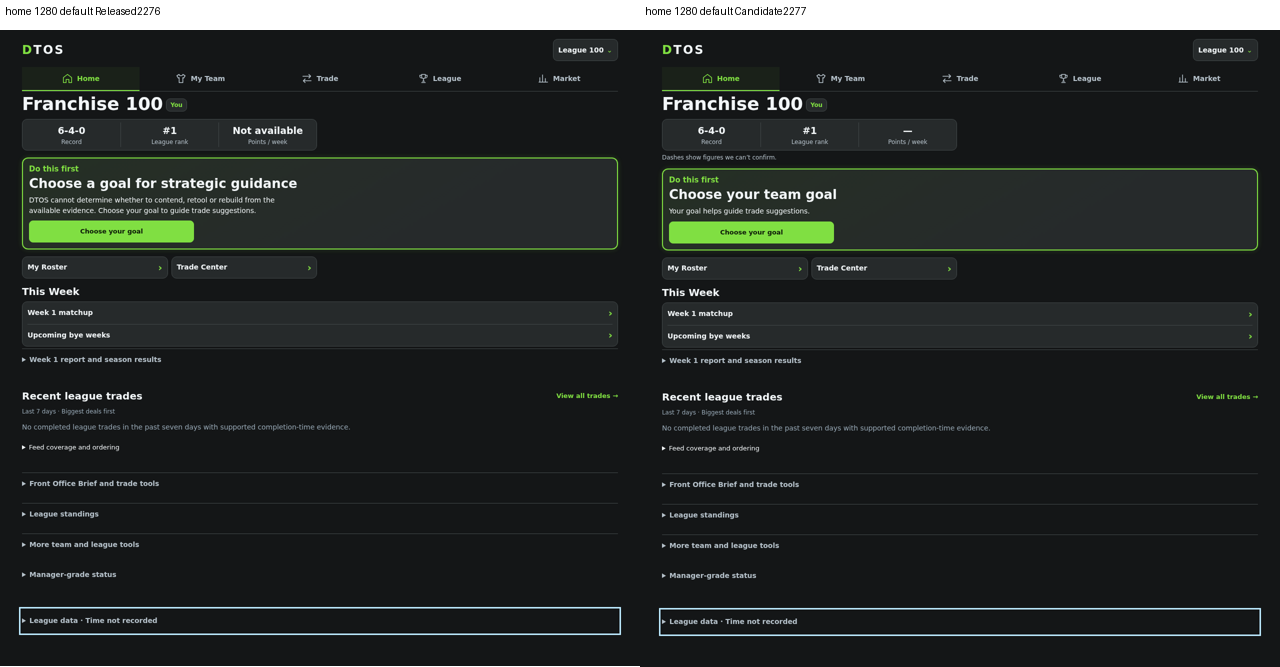 home 1280 default Released2276
DTOS
League 100
Home
My Team
Trade
League
Market
Franchise 100
You
6-4-0
#1
Not available
Record
League rank
Points / week
Do this first
Choose a goal for strategic guidance
DTOS cannot determine whether to contend, retool or rebuild from the
available evidence. Choose your goal to guide trade suggestions.
Choose your goal
My Roster
Trade Center
This Week
Week 1 matchup
Upcoming bye weeks
Week 1 report and season results
Recent league trades
View all trades →
Last 7 days · Biggest deals first
No completed league trades in the past seven days with supported completion-time evidence.
Feed coverage and ordering
Front Office Brief and trade tools
League standings
More team and league tools
Manager-grade status
League data · Time not recorded
home 1280 default Candidate2277
DTOS
League 100
Home
My Team
Trade
League
Market
Franchise 100
You
6-4-0
#1
—
Record
League rank
Points / week
Dashes show figures we can't confirm.
Do this first
Choose your team goal
Your goal helps guide trade suggestions.
Choose your goal
My Roster
Trade Center
This Week
Week 1 matchup
Upcoming bye weeks
Week 1 report and season results
Recent league trades
View all trades →
Last 7 days · Biggest deals first
No completed league trades in the past seven days with supported completion-time evidence.
Feed coverage and ordering
Front Office Brief and trade tools
League standings
More team and league tools
Manager-grade status
League data · Time not recorded